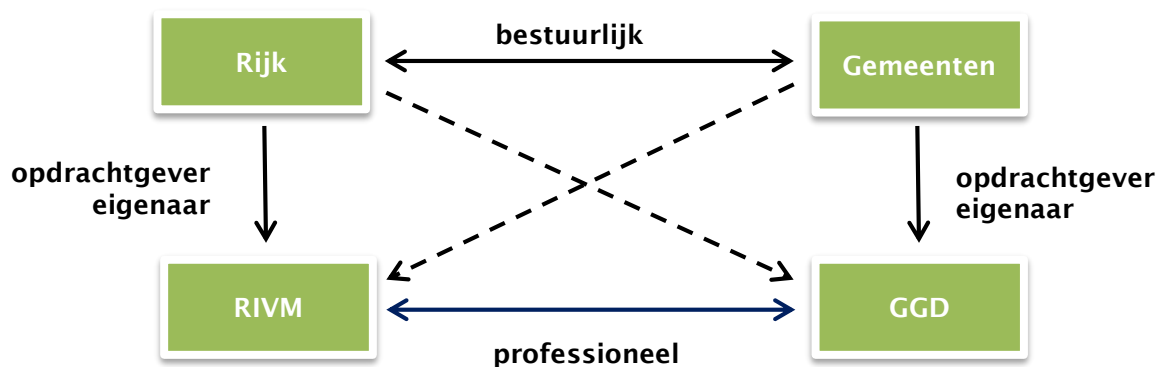 bestuurlijk
Rijk
Gemeenten
opdrachtgever
eigenaar
opdrachtgever
eigenaar
RIVM
GGD
professioneel